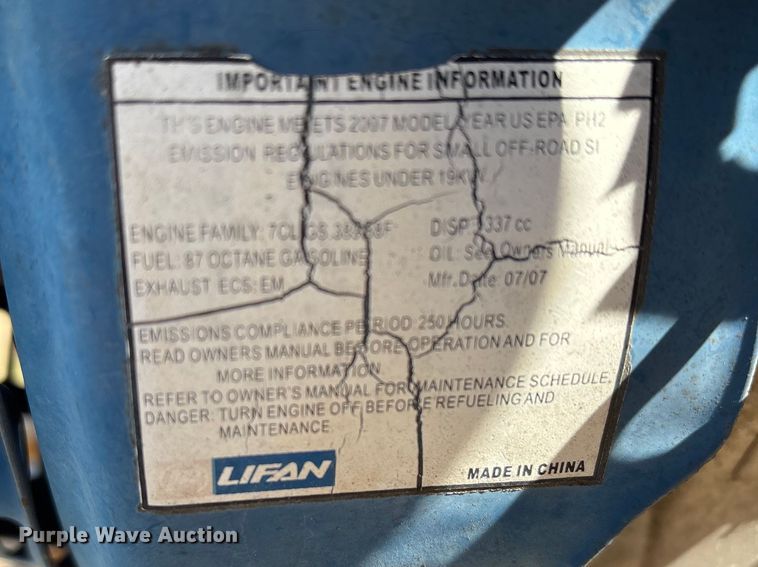 IMPORTANT ENGINE INFORMATION
THIS ENGINE MEETS 2007 MODEL YEAR US EPA PH2
EMISSION REGULATIONS FOR SMALL OFF-ROAD SI
ENGINES UNDER 19KW
ENGINE FAMILY: DISP: 337 cc
FUEL: 87 OCTANE GASOLINE OIL: See Owners Manual
EXHAUST ECS: EM Mfr.Date: 07/07
EMISSIONS COMPLIANCE PERIOD: 250 HOURS
READ OWNERS MANUAL BEFORE OPERATION AND FOR
MORE INFORMATION
REFER TO OWNER'S MANUAL FOR MAINTENANCE SCHEDULE.
DANGER: TURN ENGINE OFF BEFORE REFUELING AND
MAINTENANCE.
LIFAN MADE IN CHINA
Purple Wave Auction